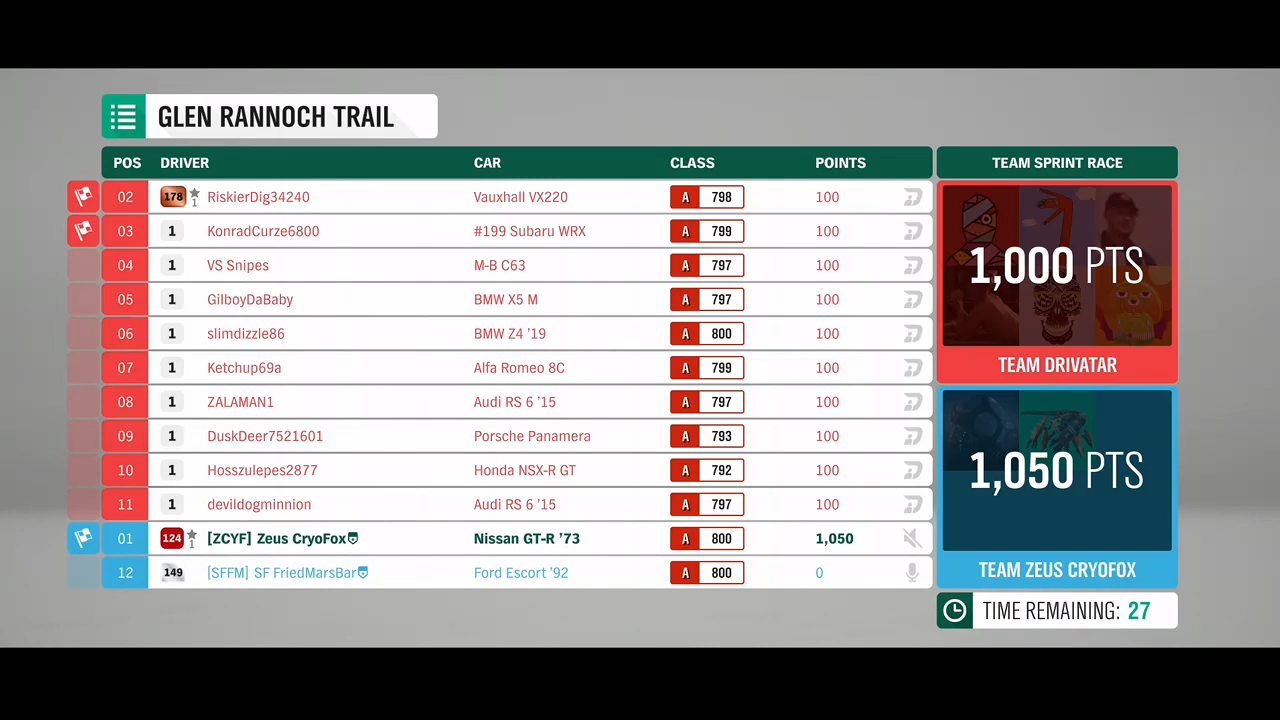 GLEN RANNOCH TRAIL
POS DRIVER CAR CLASS POINTS TEAM SPRINT RACE
02 178 1 RiskierDig34240 Vauxhall VX220 A 798 100
03 1 KonradCurze6800 #199 Subaru WRX A 799 100
04 1 VS Snipes M-B C63 A 797 100
05 1 GilboyDaBaby BMW X5 M A 797 100
06 1 slimdizzle86 BMW Z4 '19 A 800 100
07 1 Ketchup69a Alfa Romeo 8C A 799 100
08 1 ZALAMAN1 Audi RS 6 '15 A 797 100
09 1 DuskDeer7521601 Porsche Panamera A 793 100
10 1 Hosszulepes2877 Honda NSX-R GT A 792 100
11 1 devildogminnion Audi RS 6 '15 A 797 100
01 124 1 [ZCYF] Zeus CryoFox Nissan GT-R '73 A 800 1,050
12 149 [SFFM] SF FriedMarsBar Ford Escort '92 A 800 0
1,000 PTS
TEAM DRIVATAR
1,050 PTS
TEAM ZEUS CRYOFOX
TIME REMAINING: 27